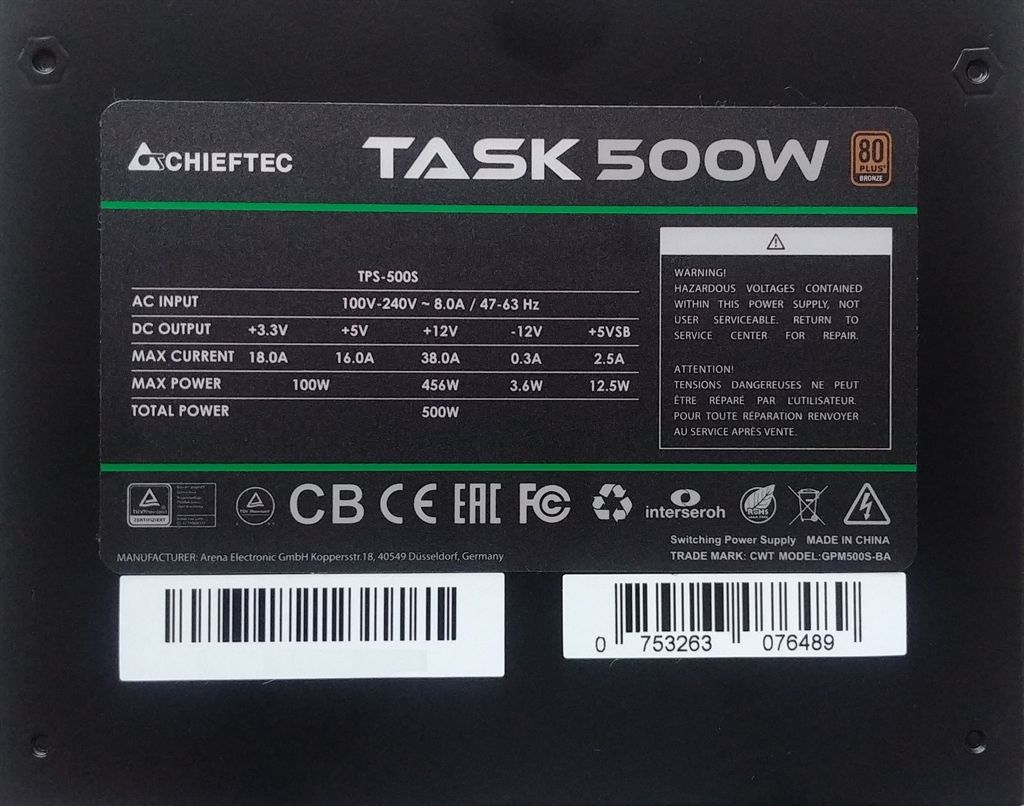 CHIEFTEC
TASK 500W
80
PLUS
BRONZE
TPS-500S
AC INPUT 100V-240V ~ 8.0A / 47-63 Hz
DC OUTPUT +3.3V +5V +12V -12V +5VSB
MAX CURRENT 18.0A 16.0A 38.0A 0.3A 2.5A
MAX POWER 100W 456W 3.6W 12.5W
TOTAL POWER 500W
WARNING!
HAZARDOUS VOLTAGES CONTAINED
WITHIN THIS POWER SUPPLY, NOT
USER SERVICEABLE. RETURN TO
SERVICE CENTER FOR REPAIR.
ATTENTION!
TENSIONS DANGEREUSES NE PEUT
ÊTRE RÉPARÉ PAR L'UTILISATEUR.
POUR TOUTE RÉPARATION RENVOYER
AU SERVICE APRÈS VENTE.
CB CE EAC FC interseroh RoHS
Switching Power Supply MADE IN CHINA
TRADE MARK: CWT MODEL:GPM500S-BA
MANUFACTURER: Arena Electronic GmbH Koppersstr.18, 40549 Düsseldorf, Germany
0 753263 076489